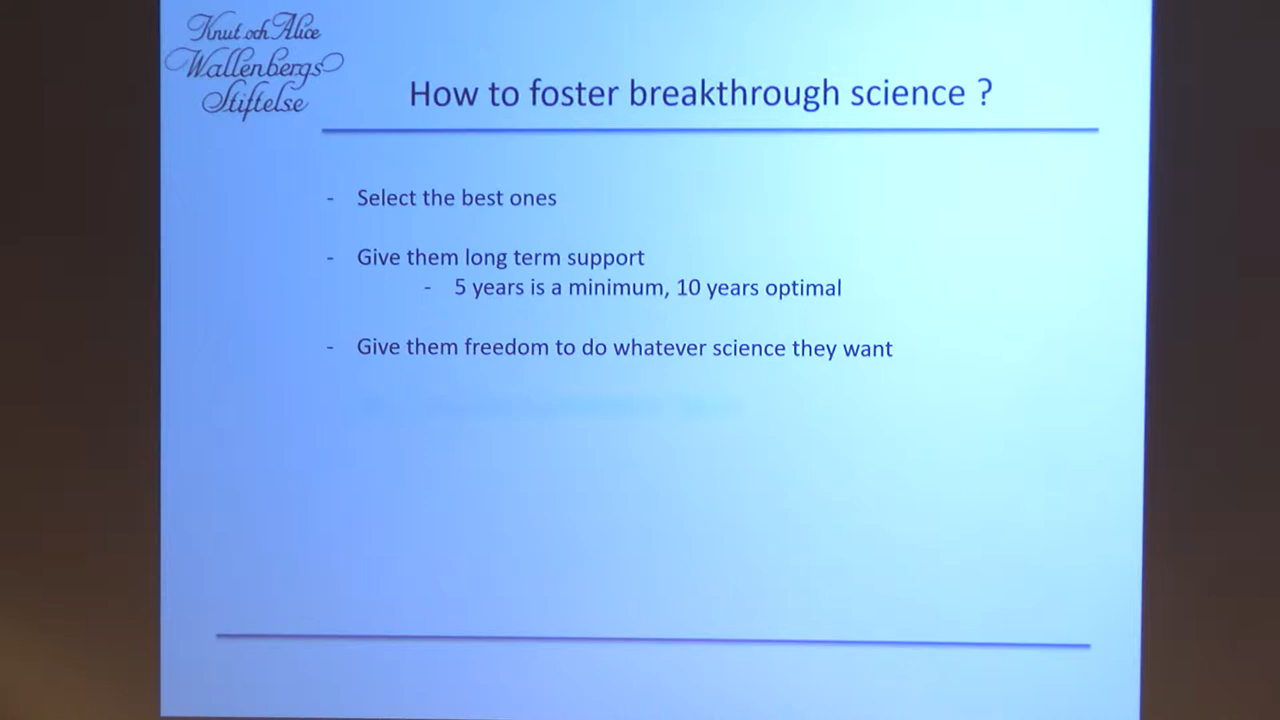 Knut och Alice
Wallenbergs
Stiftelse
How to foster breakthrough science ?
- Select the best ones
- Give them long term support
- 5 years is a minimum, 10 years optimal
- Give them freedom to do whatever science they want